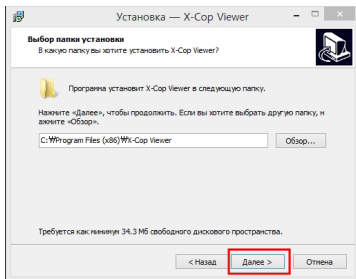 Установка — X-Cop Viewer
Выбор папки установки
В какую папку вы хотите установить X-Cop Viewer?
Программа установит X-Cop Viewer в следующую папку.
Нажмите «Далее», чтобы продолжить. Если вы хотите выбрать другую папку, н
ажмите «Обзор».
C:₩Program Files (x86)₩X-Cop Viewer
Обзор...
Требуется как минимум 34.3 Мб свободного дискового пространства.
< Назад
Далее >
Отмена